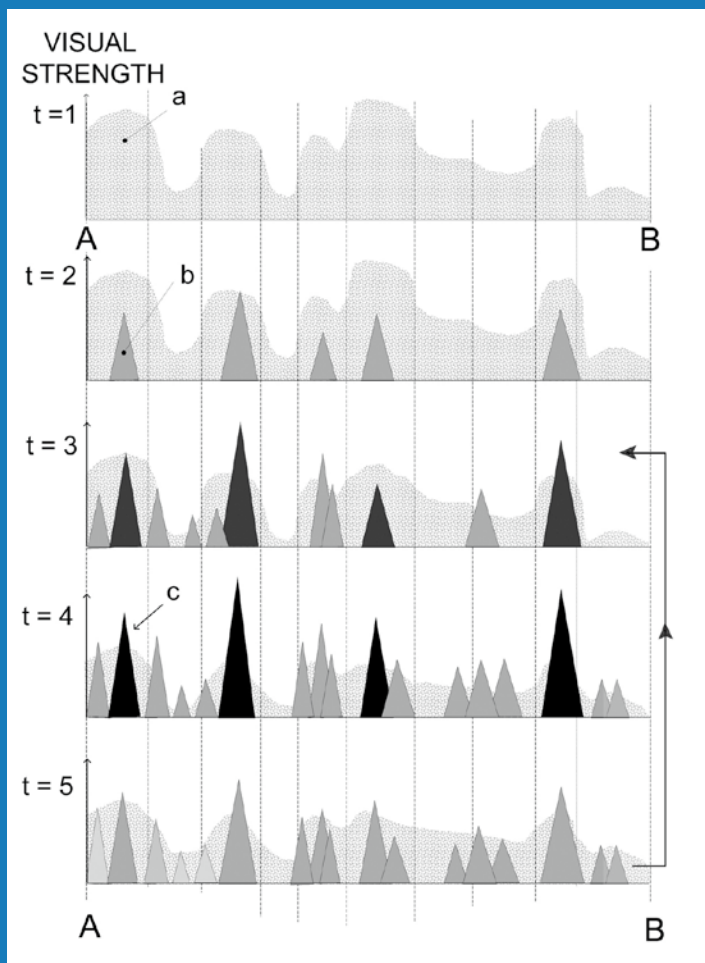 VISUAL
STRENGTH
a
t =1
A B
t = 2
b
t = 3
t = 4
c
t = 5
A B